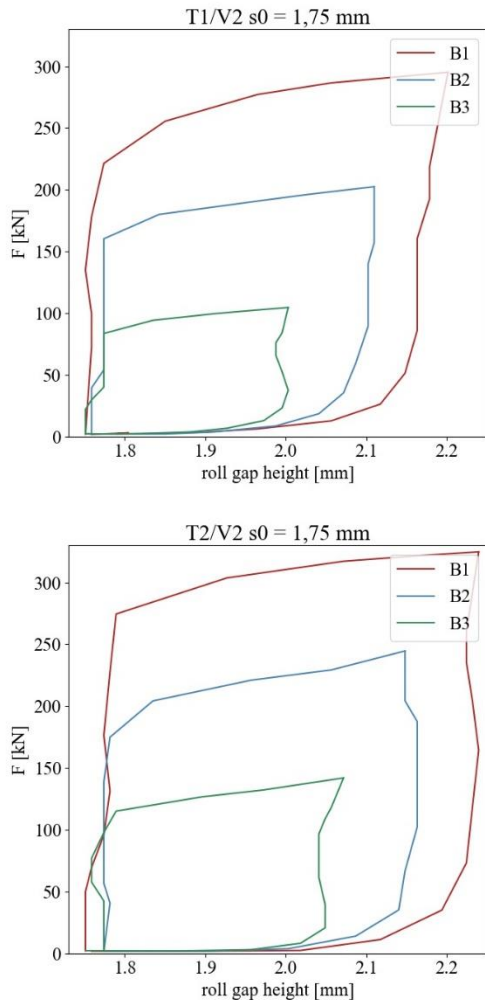 T1/V2 s0 = 1,75 mm
B1
B2
B3
300
250
200
150
100
50
0
F [kN]
1.8 1.9 2.0 2.1 2.2
roll gap height [mm]
T2/V2 s0 = 1,75 mm
B1
B2
B3
300
250
200
150
100
50
0
F [kN]
1.8 1.9 2.0 2.1 2.2
roll gap height [mm]